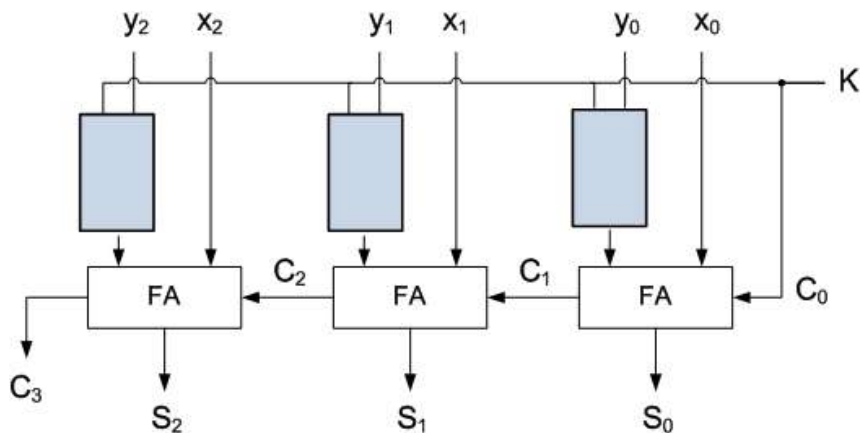 y₂ x₂ y₁ x₁ y₀ x₀
K
C₂ C₁ C₀
FA FA FA
C₃
S₂ S₁ S₀